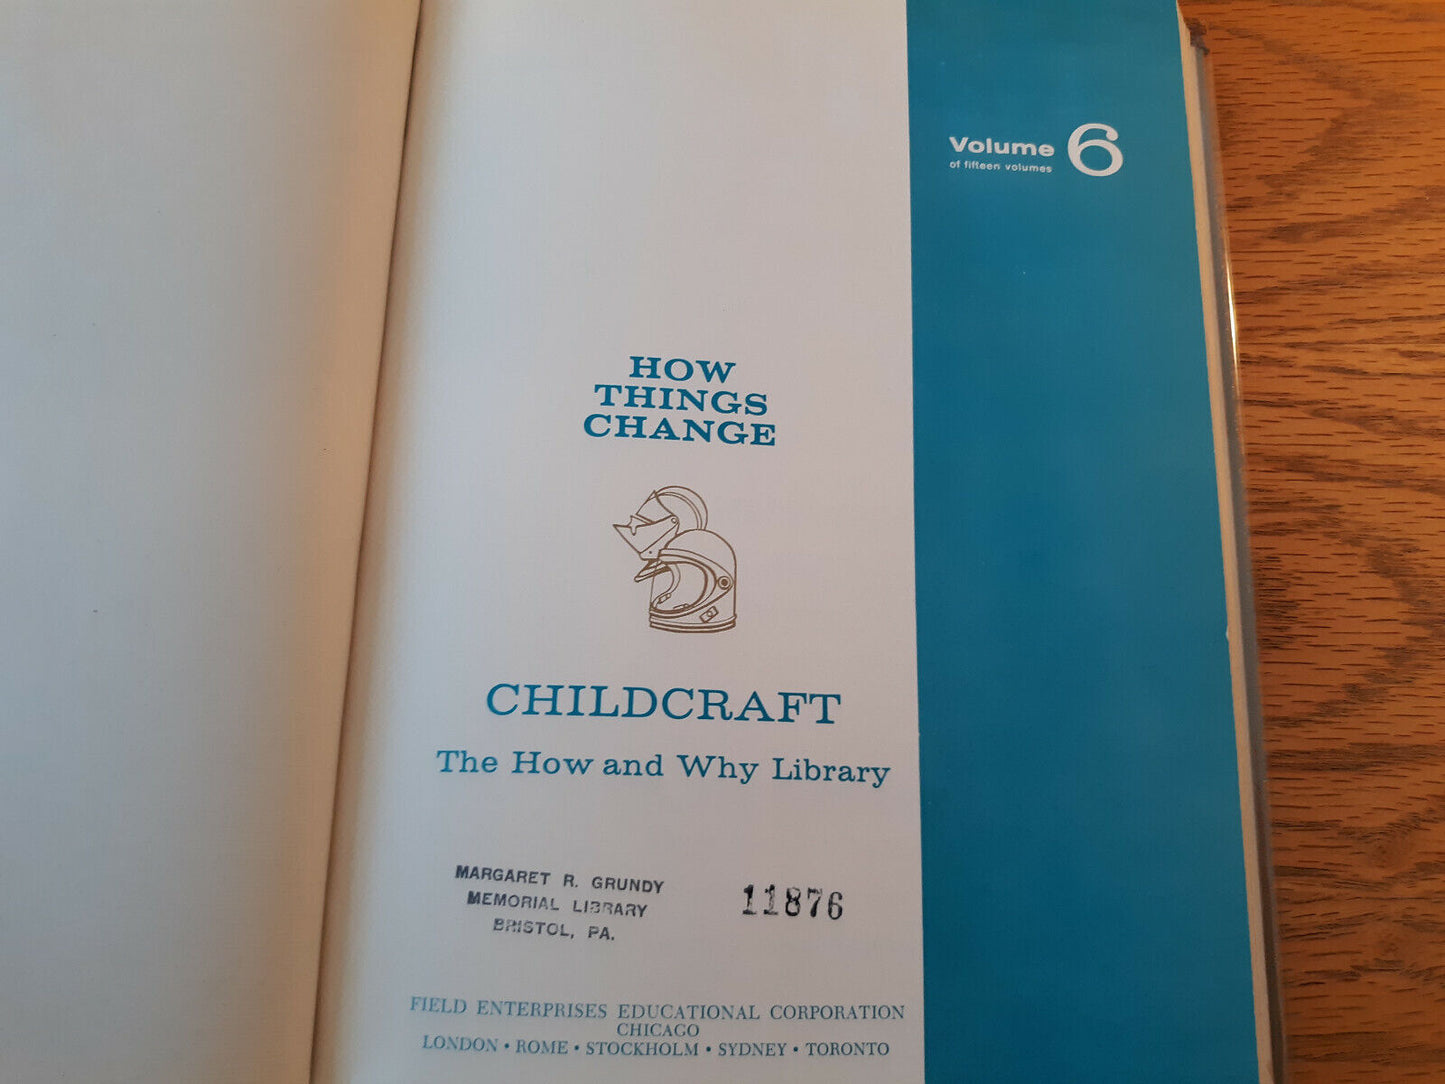 Volume 6
of fifteen volumes
HOW
THINGS
CHANGE
CHILDCRAFT
The How and Why Library
MARGARET R. GRUNDY
MEMORIAL LIBRARY
BRISTOL, PA.
11876
FIELD ENTERPRISES EDUCATIONAL CORPORATION
CHICAGO
LONDON • ROME • STOCKHOLM • SYDNEY • TORONTO